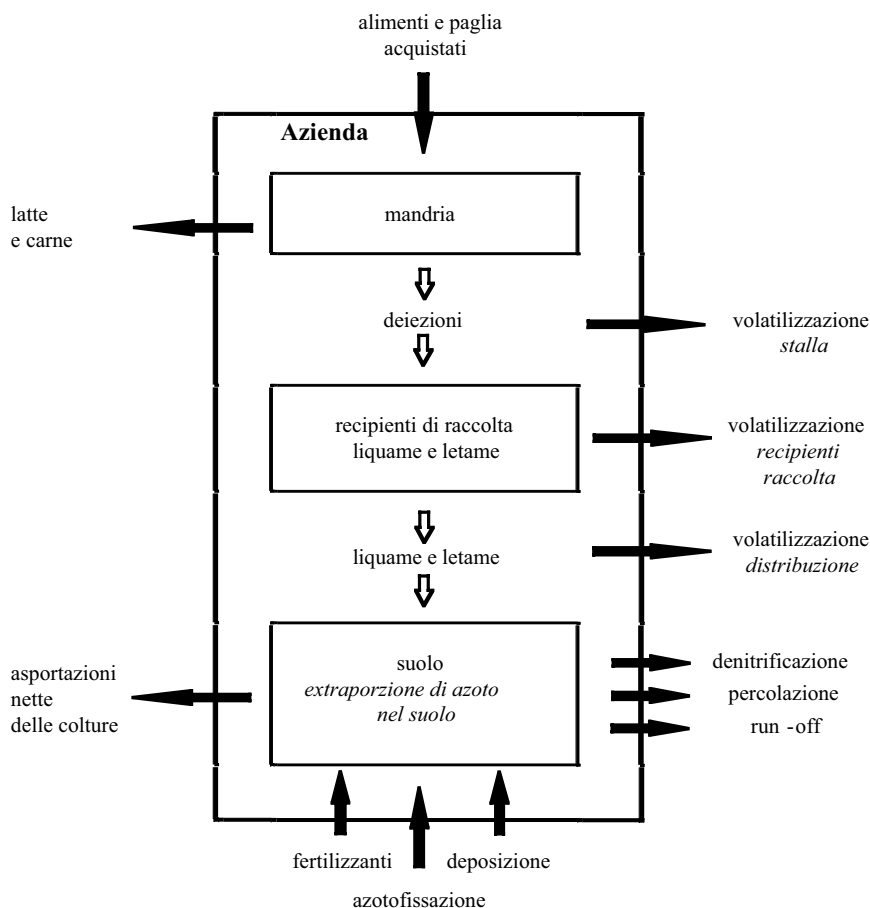 alimenti e paglia
acquistati
Azienda
mandria
latte
e carne
deiezioni
volatilizzazione
stalla
recipienti di raccolta
liquame e letame
volatilizzazione
recipienti
raccolta
liquame e letame
volatilizzazione
distribuzione
suolo
extraporzione di azoto
nel suolo
asportazioni
nette
delle colture
denitrificazione
percolazione
run -off
fertilizzanti
deposizione
azotofissazione